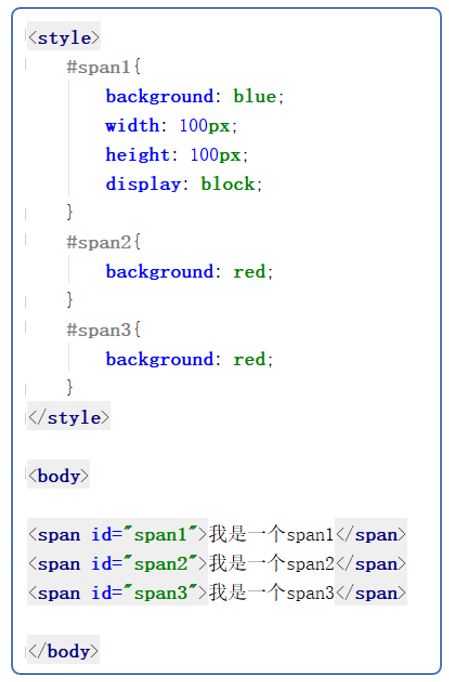 <style>
#span1{
background: blue;
width: 100px;
height: 100px;
display: block;
}
#span2{
background: red;
}
#span3{
background: red;
}
</style>
<body>
<span id="span1">我是一个span1</span>
<span id="span2">我是一个span2</span>
<span id="span3">我是一个span3</span>
</body>